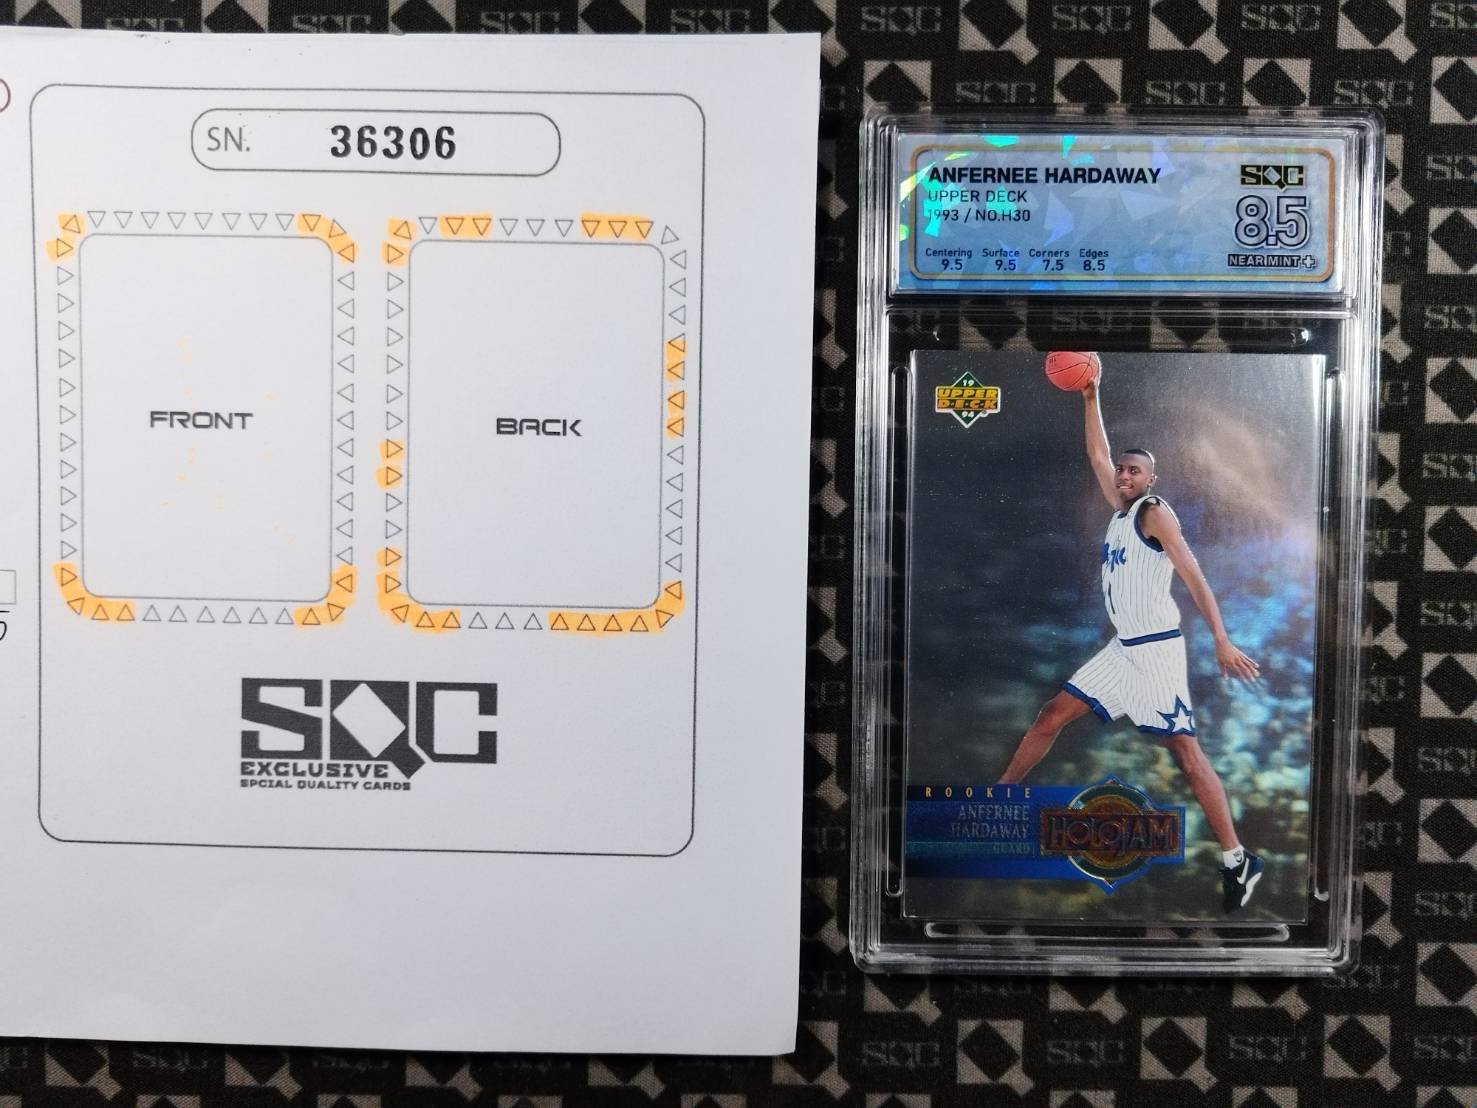 SN. 36306
FRONT
BACK
SQC
EXCLUSIVE
SPCIAL QUALITY CARDS
ANFERNEE HARDAWAY
UPPER DECK
1993 / NO.H30
Centering Surface Corners Edges
9.5 9.5 7.5 8.5
SQC
8.5
NEAR MINT +
19
UPPER
DECK
94
ROOKIE
ANFERNEE
HARDAWAY
GUARD
HOLOJAM